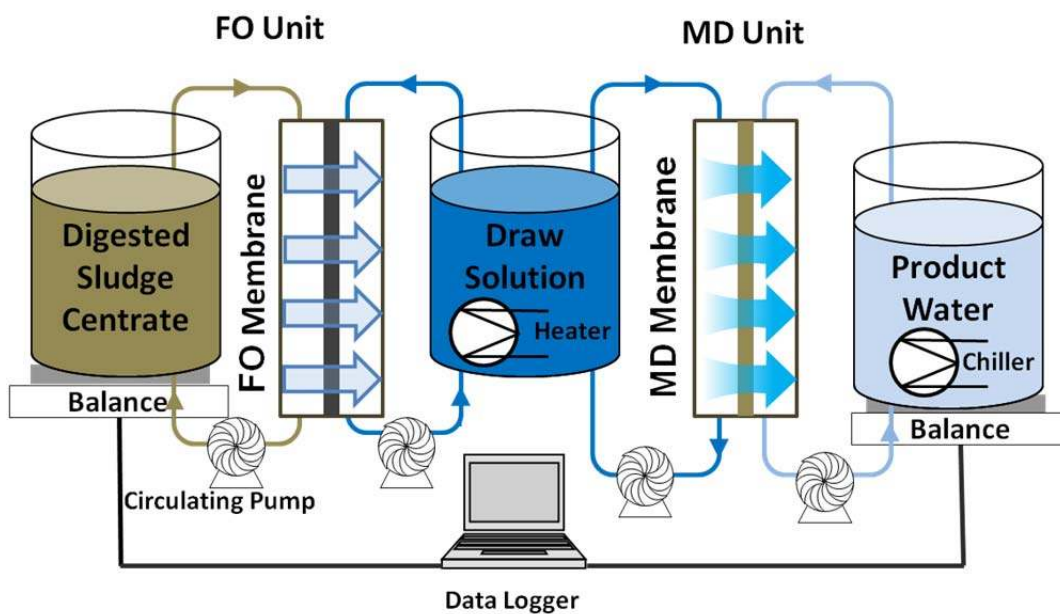 FO Unit
MD Unit
Digested
Sludge
Centrate
FO Membrane
Draw
Solution
Heater
MD Membrane
Product
Water
Chiller
Balance
Balance
Circulating Pump
Data Logger